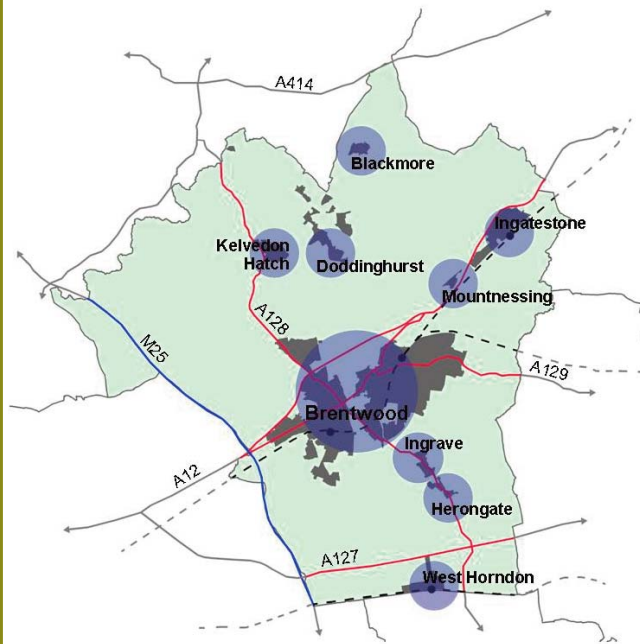 A414
Blackmore
Ingatestone
Kelvedon
Hatch
Doddinghurst
Mountnessing
A128
M25
A129
Brentwood
Ingrave
A12
Herongate
A127
West Horndon